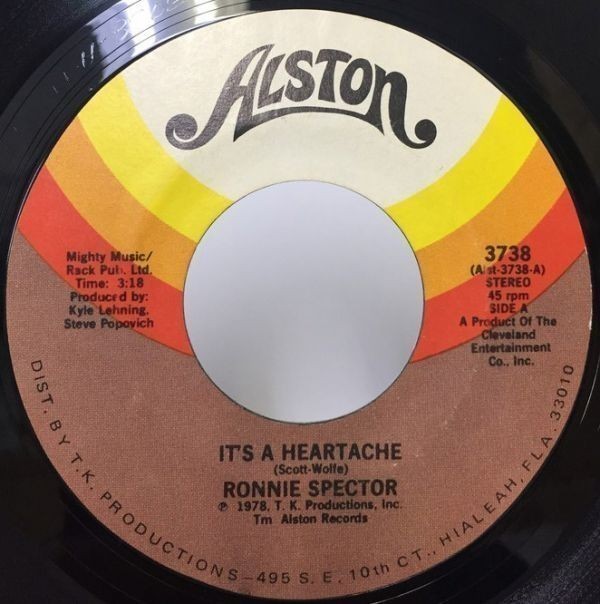 ALSTON
Mighty Music/
Rack Pub. Ltd.
Time: 3:18
Produced by:
Kyle Lehning,
Steve Popovich
3738
(Alst-3738-A)
STEREO
45 rpm
SIDE A
A Product Of The
Cleveland
Entertainment
Co., Inc.
IT'S A HEARTACHE
(Scott-Wolfe)
RONNIE SPECTOR
℗ 1978, T. K. Productions, Inc.
Tm Alston Records
DIST. BY T.K. PRODUCTIONS-495 S. E. 10th CT., HIALEAH, FLA. 33010